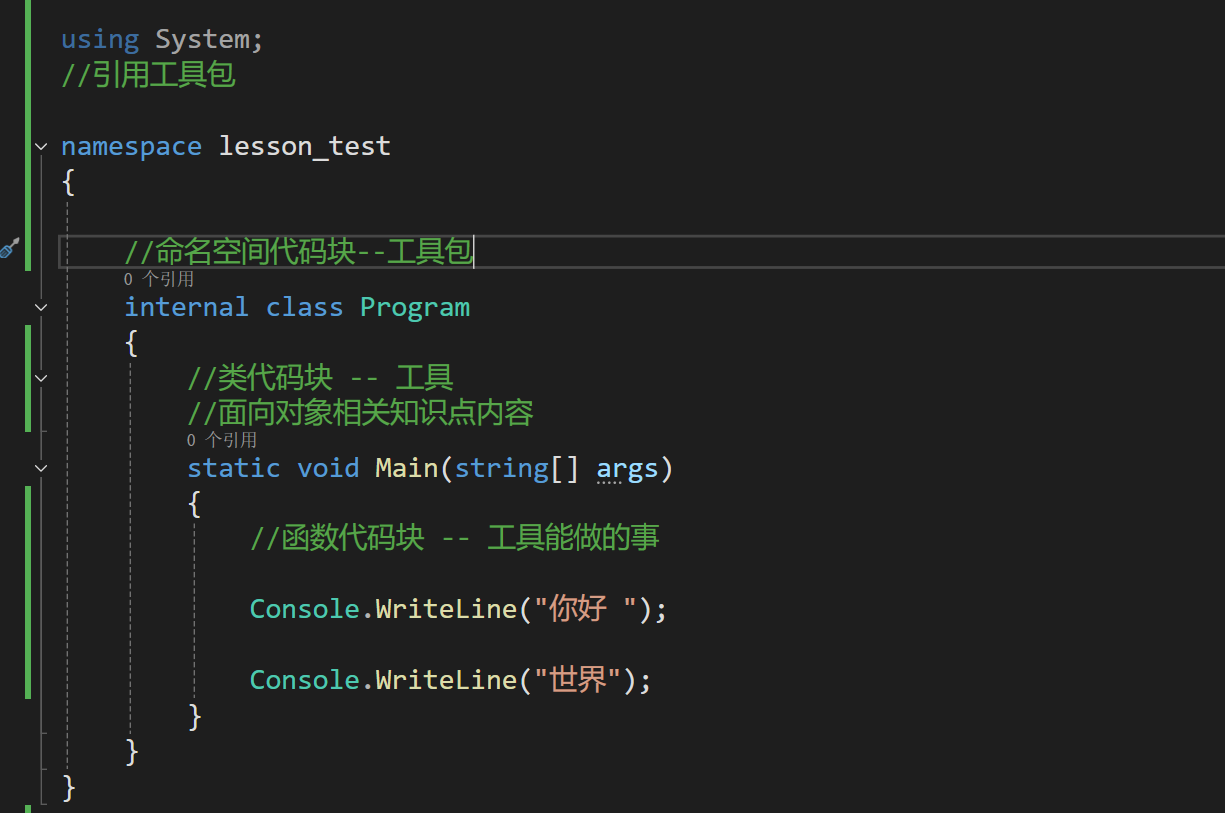 using System;
//引用工具包
namespace lesson_test
{
//命名空间代码块--工具包
0 个引用
internal class Program
{
//类代码块 -- 工具
//面向对象相关知识点内容
0 个引用
static void Main(string[] args)
{
//函数代码块 -- 工具能做的事
Console.WriteLine("你好 ");
Console.WriteLine("世界");
}
}
}